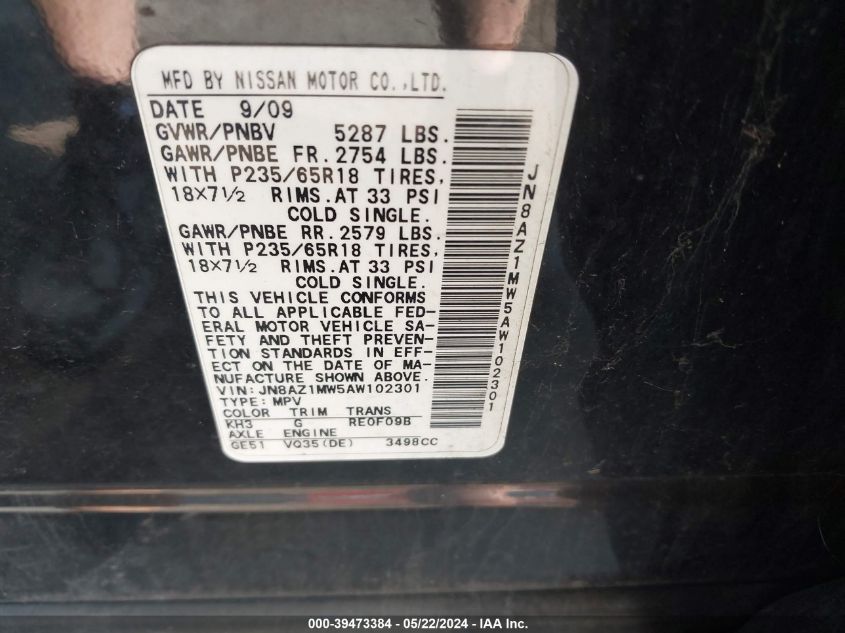 MFD BY NISSAN MOTOR CO.,LTD.
DATE 9/09
GVWR/PNBV 5287 LBS.
GAWR/PNBE FR. 2754 LBS.
WITH P235/65R18 TIRES,
18X7½ RIMS. AT 33 PSI
COLD SINGLE.
GAWR/PNBE RR. 2579 LBS.
WITH P235/65R18 TIRES,
18X7½ RIMS. AT 33 PSI
COLD SINGLE.
THIS VEHICLE CONFORMS
TO ALL APPLICABLE FED-
ERAL MOTOR VEHICLE SA-
FETY AND THEFT PREVEN-
TION STANDARDS IN EFF-
ECT ON THE DATE OF MA-
NUFACTURE SHOWN ABOVE.
VIN: JN8AZ1MW5AW102301
TYPE: MPV
COLOR TRIM TRANS
KH3 G RE0F09B
AXLE ENGINE
GE51 VQ35(DE) 3498CC
JN8AZ1MW5AW102301
000-39473384 - 05/22/2024 - IAA Inc.